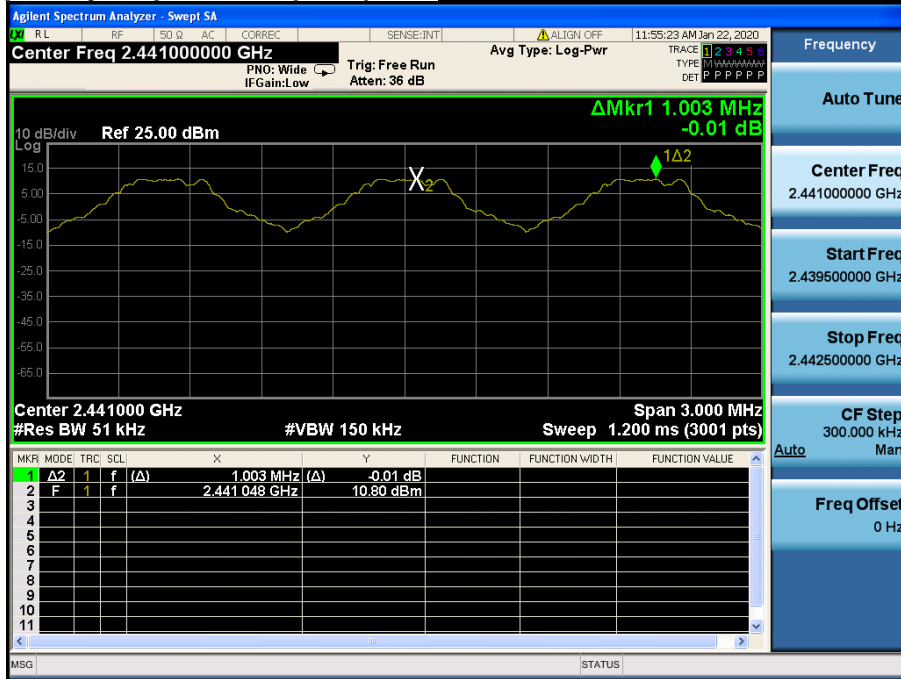 Agilent Spectrum Analyzer - Swept SA
LXI RL RF 50 Ω AC CORREC SENSE:INT ALIGN OFF 11:55:23 AM Jan 22, 2020
Center Freq 2.441000000 GHz
PNO: Wide
IFGain:Low
Trig: Free Run
Atten: 36 dB
Avg Type: Log-Pwr
TRACE 1 2 3 4 5 6
TYPE M
DET P P P P P P
ΔMkr1 1.003 MHz
-0.01 dB
10 dB/div Ref 25.00 dBm
Log
1Δ2
15.0
X2
5.00
-5.00
-15.0
-25.0
-35.0
-45.0
-55.0
-65.0
Center 2.441000 GHz Span 3.000 MHz
#Res BW 51 kHz #VBW 150 kHz Sweep 1.200 ms (3001 pts)
MKR MODE TRC SCL X Y FUNCTION FUNCTION WIDTH FUNCTION VALUE
1 Δ2 1 f (Δ) 1.003 MHz (Δ) -0.01 dB
2 F 1 f 2.441 048 GHz 10.80 dBm
3
4
5
6
7
8
9
10
11
MSG STATUS
Frequency
Auto Tune
Center Freq
2.441000000 GHz
Start Freq
2.439500000 GHz
Stop Freq
2.442500000 GHz
CF Step
300.000 kHz
Auto Man
Freq Offset
0 Hz